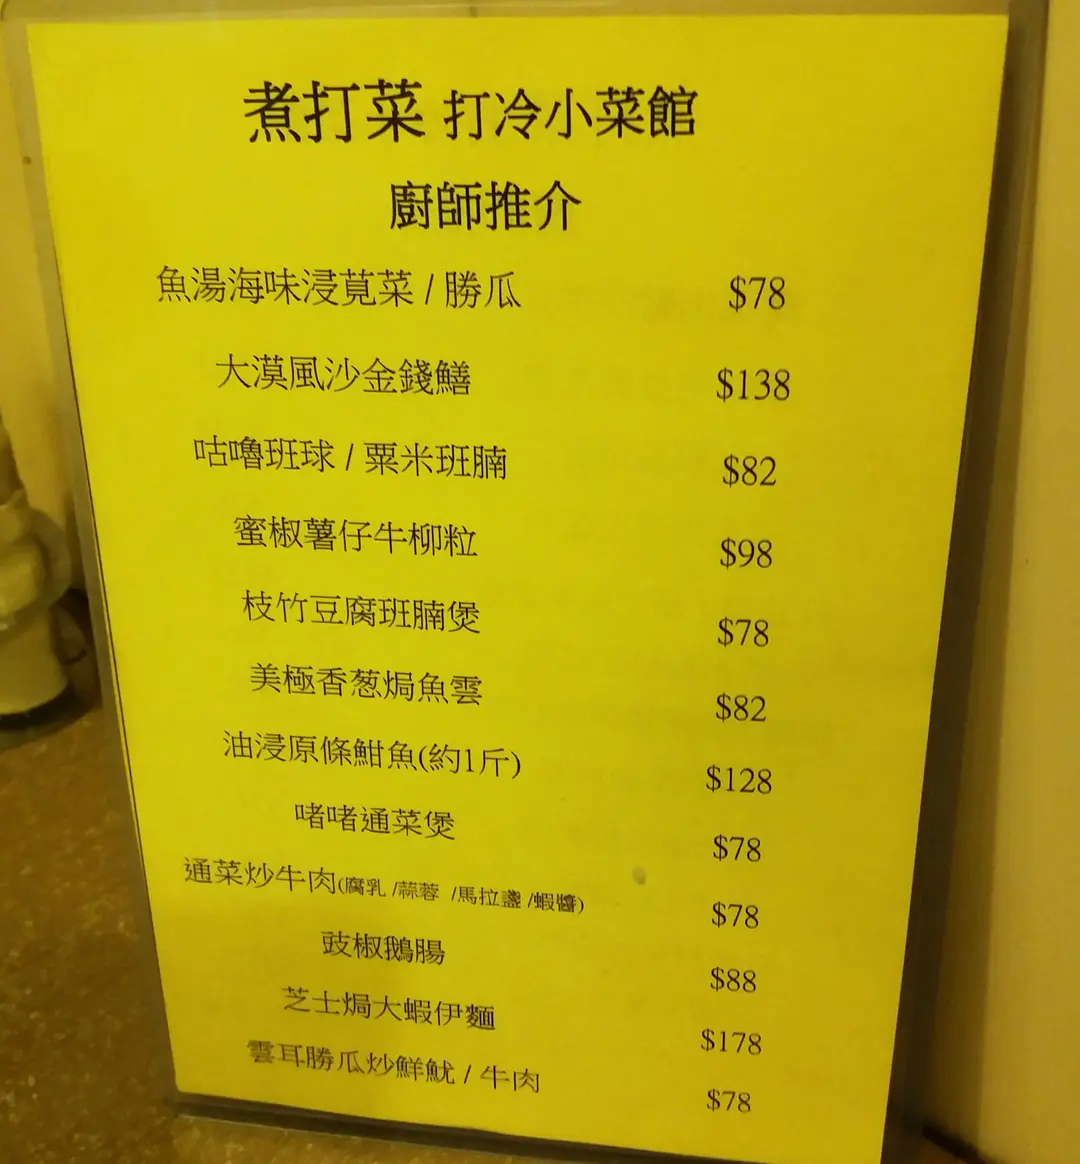 煮打菜 打冷小菜館
廚師推介
魚湯海味浸莧菜 / 勝瓜 $78
大漠風沙金錢鱔 $138
咕嚕班球 / 粟米班腩 $82
蜜椒薯仔牛柳粒 $98
枝竹豆腐班腩煲 $78
美極香葱焗魚雲 $82
油浸原條魽魚(約1斤) $128
啫啫通菜煲 $78
通菜炒牛肉(腐乳 /蒜蓉 /馬拉盞 /蝦醬) $78
豉椒鵝腸 $88
芝士焗大蝦伊麵 $178
雲耳勝瓜炒鮮魷 / 牛肉 $78